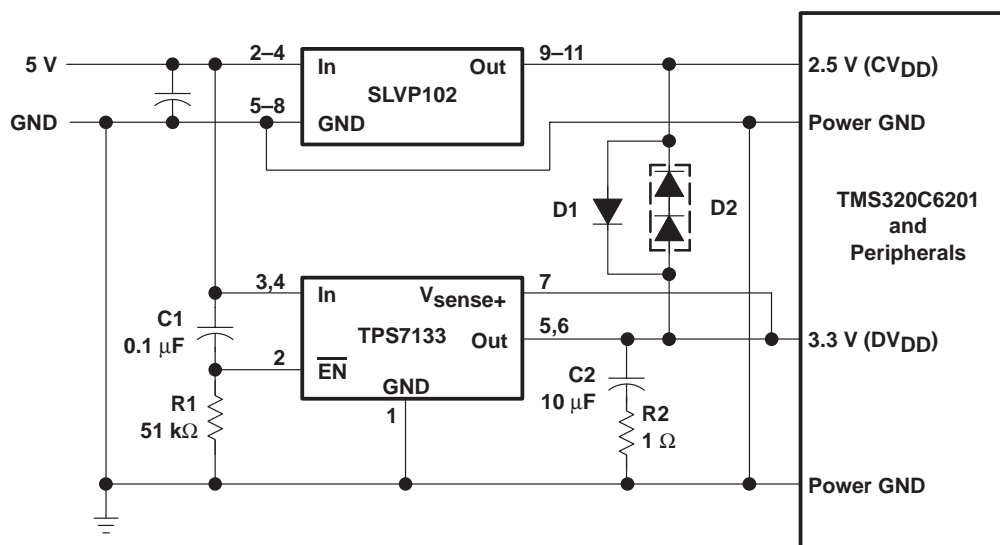 5 V
2–4
In
Out
9–11
2.5 V (CVDD)
SLVP102
5–8
GND
GND
Power GND
D1
D2
TMS320C6201
and
Peripherals
3,4
In
Vsense+
7
C1
0.1 μF
TPS7133
Out
5,6
3.3 V (DVDD)
2
EN
GND
1
C2
10 μF
R1
51 kΩ
R2
1 Ω
Power GND